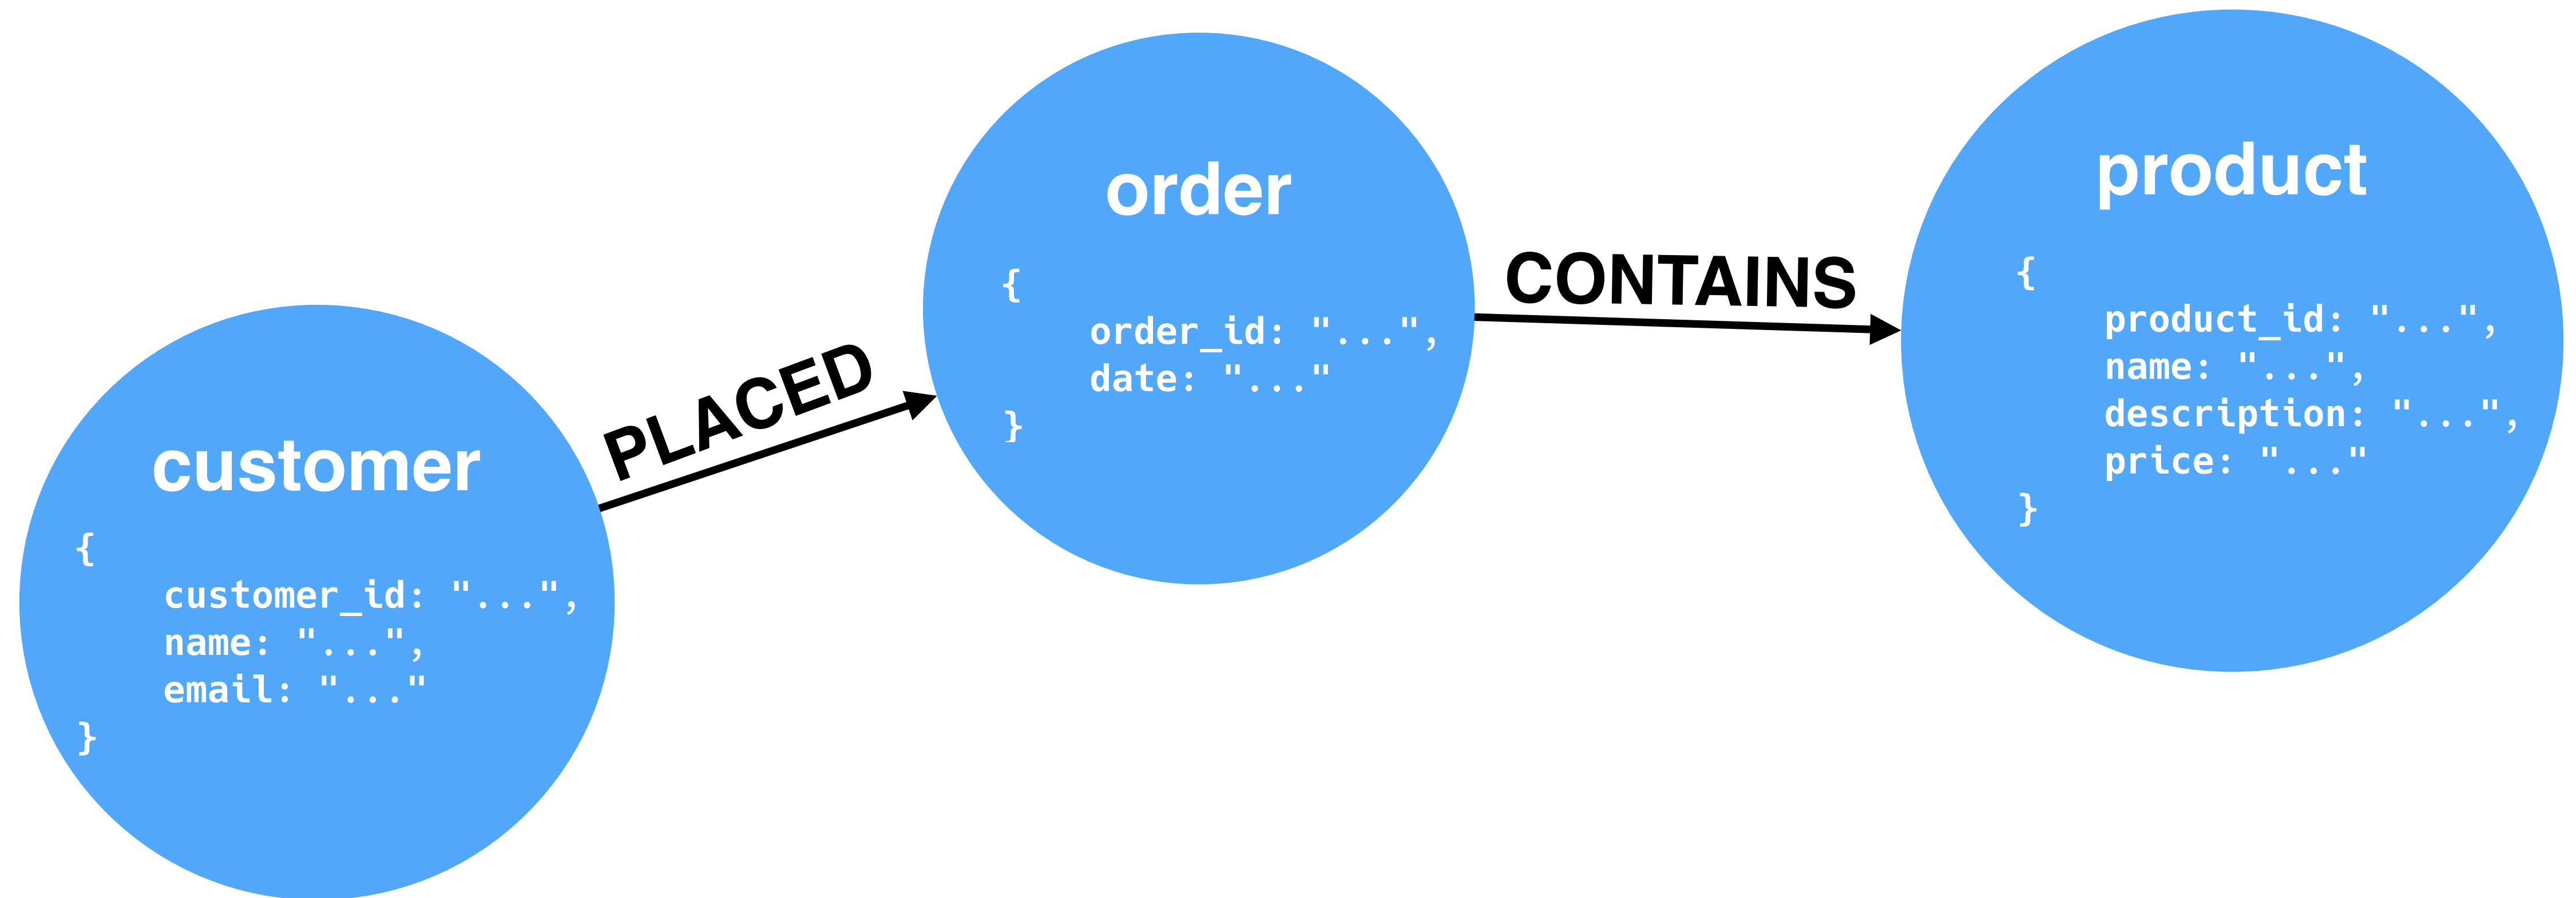 customer
{
customer_id: "...",
name: "...",
email: "..."
}
PLACED
order
{
order_id: "...",
date: "..."
}
CONTAINS
product
{
product_id: "...",
name: "...",
description: "...",
price: "..."
}